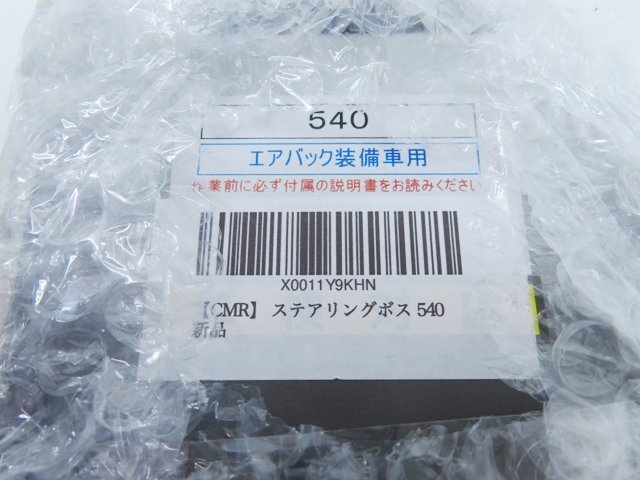 540
エアバック装備車用
作業前に必ず付属の説明書をお読みください
X0011Y9KHN
【CMR】 ステアリングボス 540
新品